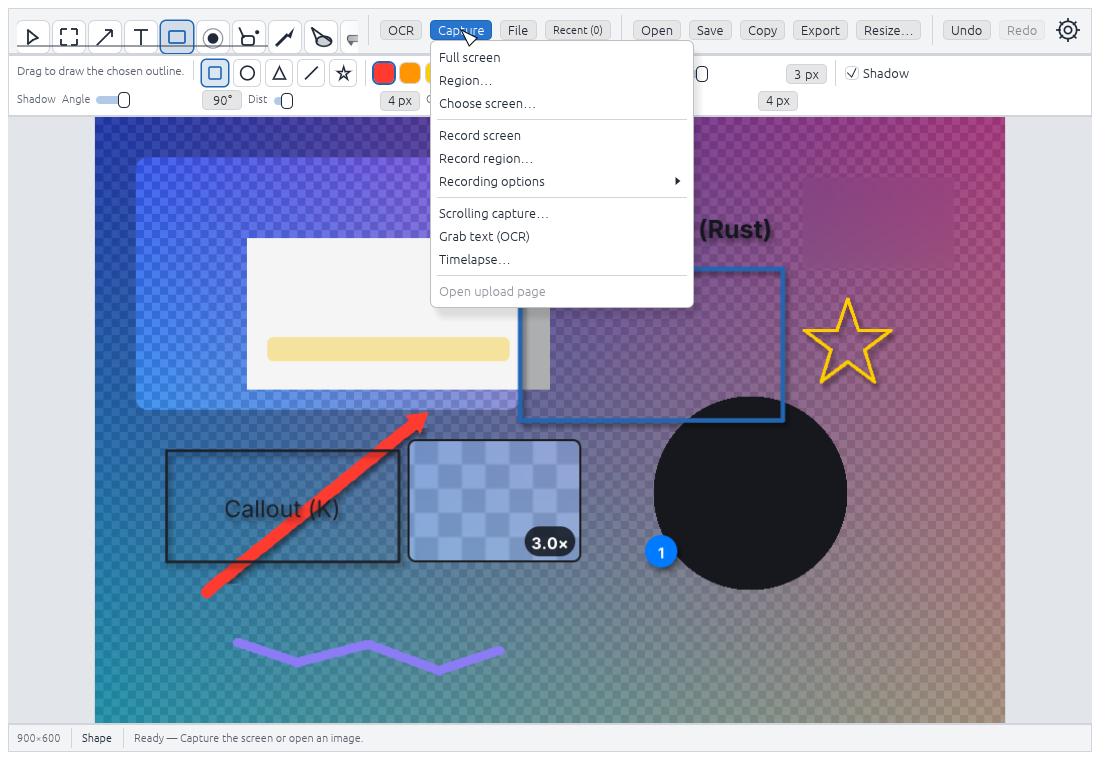 OCR Capture File Recent (0) Open Save Copy Export Resize… Undo Redo
Drag to draw the chosen outline. 3 px Shadow
Shadow Angle 90° Dist 4 px 4 px
Full screen
Region…
Choose screen…
Record screen
Record region…
Recording options
Scrolling capture…
Grab text (OCR)
Timelapse…
Open upload page
(Rust)
Callout (K)
3.0×
1
900×600 Shape Ready — Capture the screen or open an image.